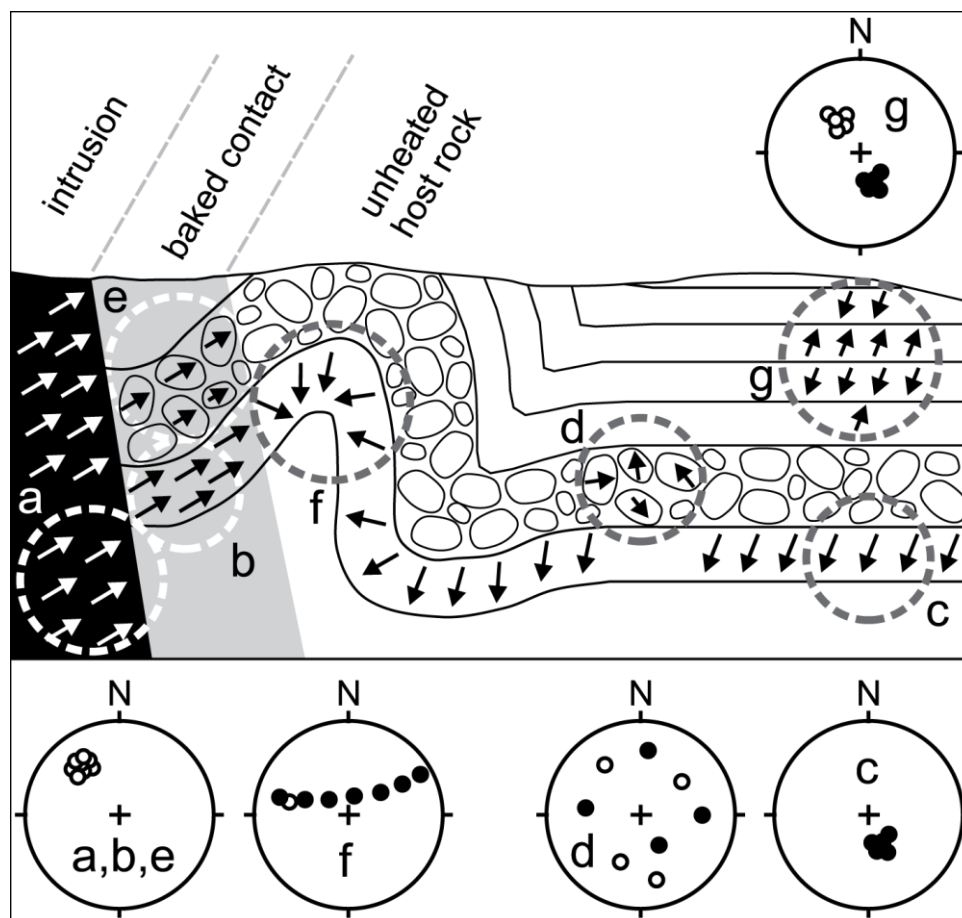 N
g
intrusion
baked contact
unheated
host rock
e
g
d
a
f
b
c
N
N
N
N
a,b,e
f
d
c